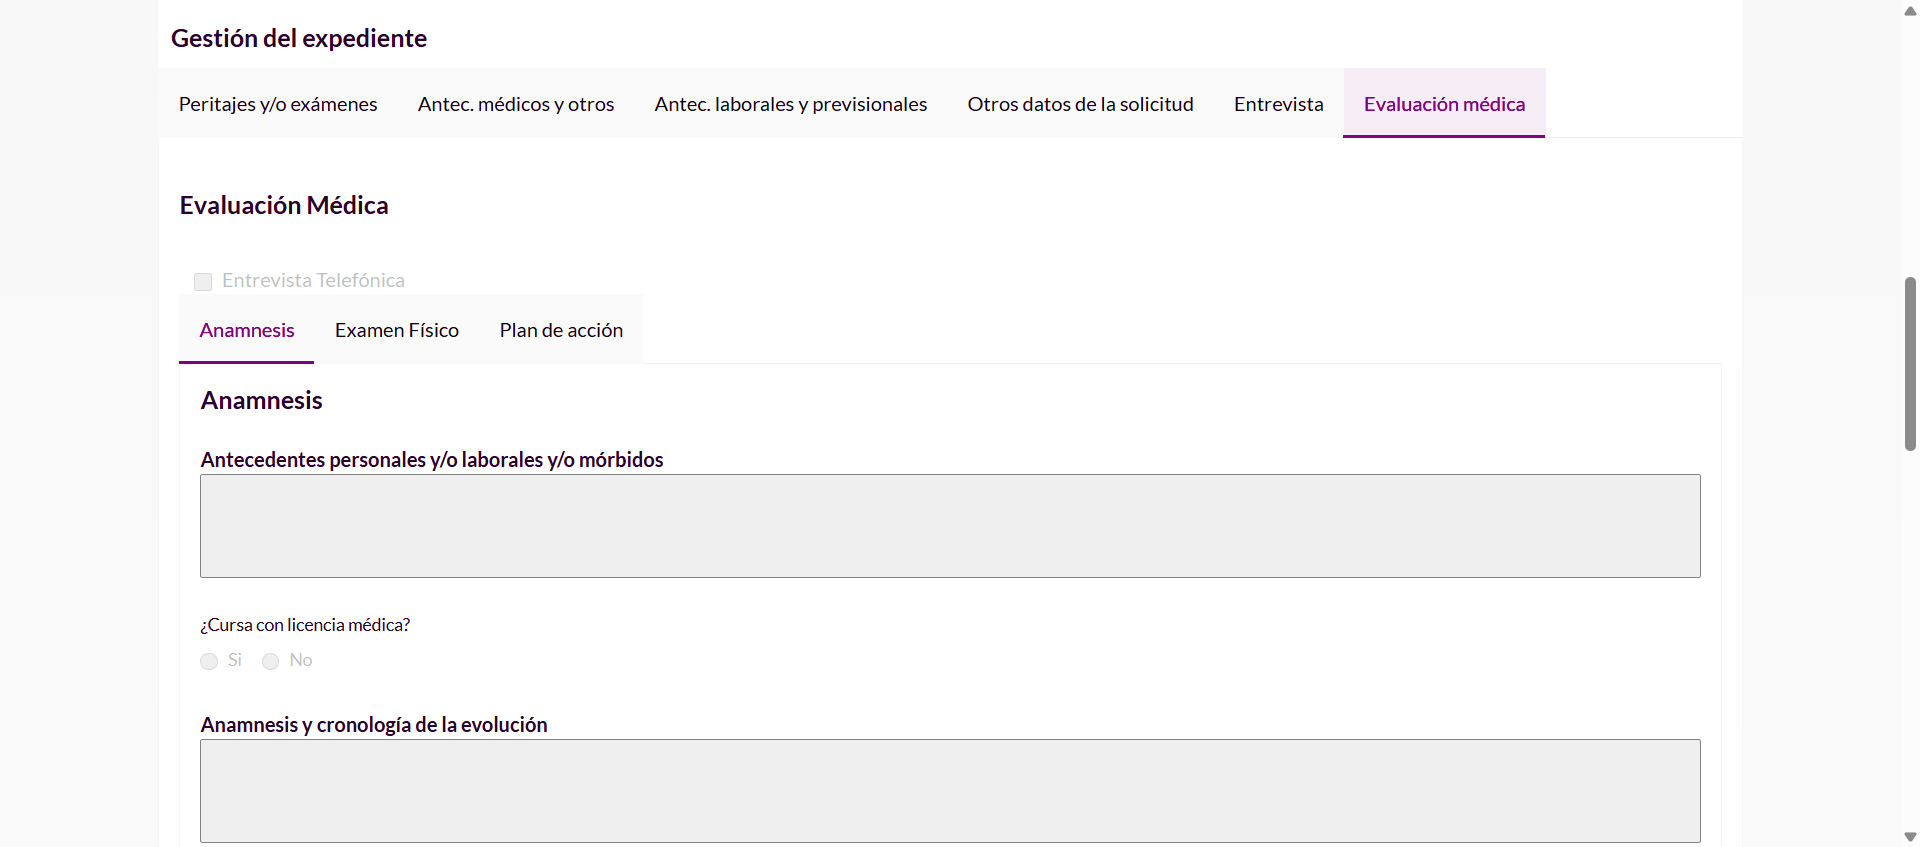 Gestión del expediente
Peritajes y/o exámenes Antec. médicos y otros Antec. laborales y previsionales Otros datos de la solicitud Entrevista Evaluación médica
Evaluación Médica
Entrevista Telefónica
Anamnesis Examen Físico Plan de acción
Anamnesis
Antecedentes personales y/o laborales y/o mórbidos
¿Cursa con licencia médica?
Si No
Anamnesis y cronología de la evolución